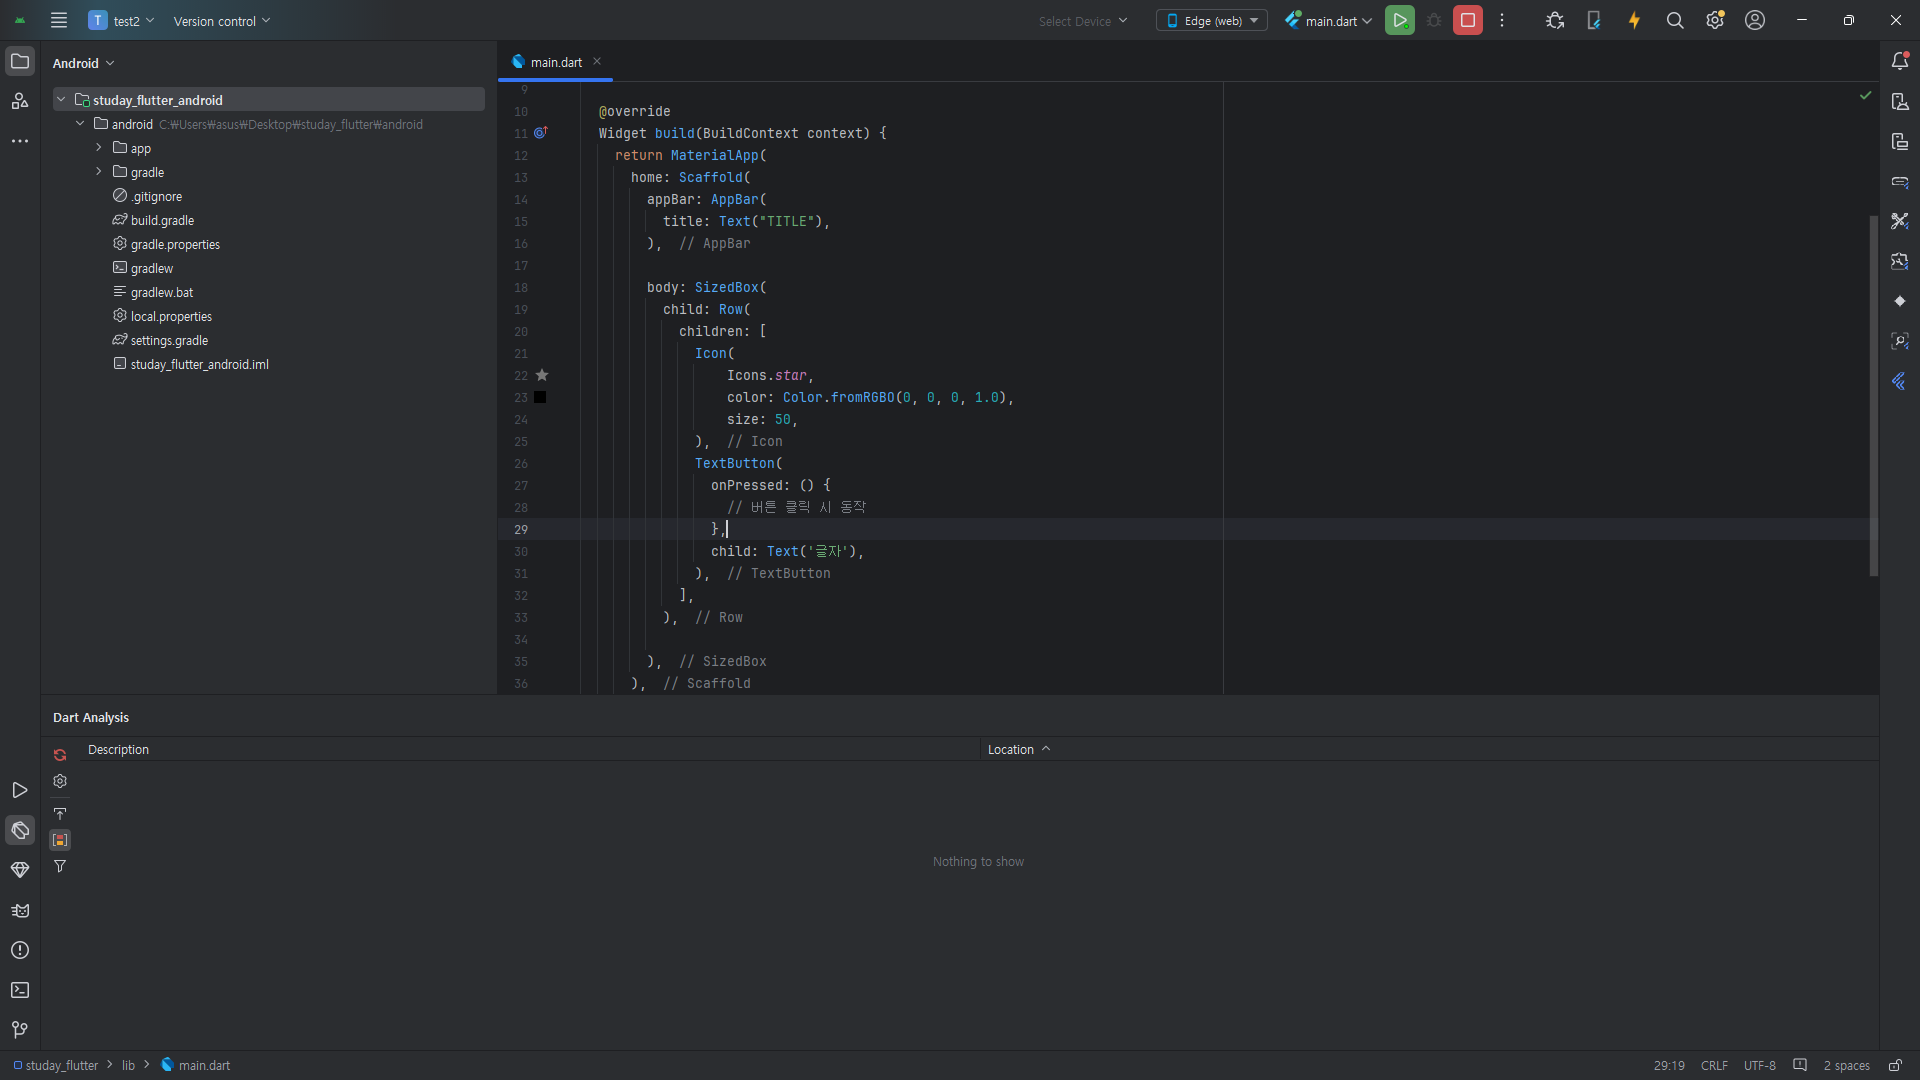 test2
Version control
Select Device
Edge (web)
main.dart
Android
studay_flutter_android
android C:₩Users₩asus₩Desktop₩studay_flutter₩android
app
gradle
.gitignore
build.gradle
gradle.properties
gradlew
gradlew.bat
local.properties
settings.gradle
studay_flutter_android.iml
main.dart
9
10 @override
11 Widget build(BuildContext context) {
12 return MaterialApp(
13 home: Scaffold(
14 appBar: AppBar(
15 title: Text("TITLE"),
16 ), // AppBar
17
18 body: SizedBox(
19 child: Row(
20 children: [
21 Icon(
22 Icons.star,
23 color: Color.fromRGBO(0, 0, 0, 1.0),
24 size: 50,
25 ), // Icon
26 TextButton(
27 onPressed: () {
28 // 버튼 클릭 시 동작
29 },
30 child: Text('글자'),
31 ), // TextButton
32 ],
33 ), // Row
34
35 ), // SizedBox
36 ), // Scaffold
Dart Analysis
Description
Location
Nothing to show
studay_flutter
lib
main.dart
29:19
CRLF
UTF-8
2 spaces